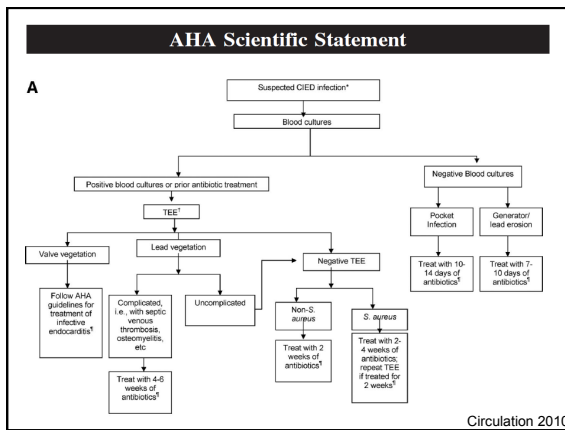 AHA Scientific Statement
A
Suspected CIED infection*
Blood cultures
Positive blood cultures or prior antibiotic treatment
Negative Blood cultures
TEE†
Pocket
Infection
Generator/
lead erosion
Valve vegetation
Lead vegetation
Negative TEE
Treat with 10-
14 days of
antibiotics¶
Treat with 7-
10 days of
antibiotics¶
Follow AHA
guidelines for
treatment of
infective
endocarditis¶
Complicated,
i.e., with septic
venous
thrombosis,
osteomyelitis,
etc
Uncomplicated
Non-S.
aureus
S. aureus
Treat with 2
weeks of
antibiotics¶
Treat with 2-
4 weeks of
antibiotics;
repeat TEE
if treated for
2 weeks¶
Treat with 4-6
weeks of
antibiotics¶
Circulation 2010